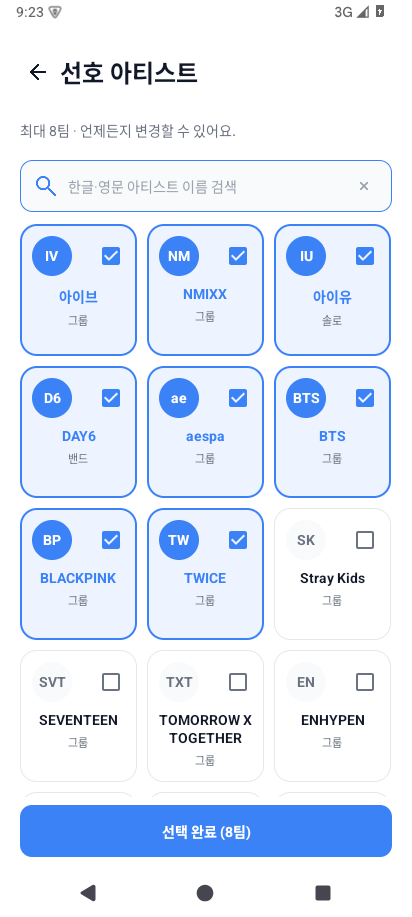 9:23
3G
선호 아티스트
최대 8팀 · 언제든지 변경할 수 있어요.
한글·영문 아티스트 이름 검색
IV
NM
IU
아이브
NMIXX
아이유
그룹
그룹
솔로
D6
ae
BTS
DAY6
aespa
BTS
밴드
그룹
그룹
BP
TW
SK
BLACKPINK
TWICE
Stray Kids
그룹
그룹
그룹
SVT
TXT
EN
SEVENTEEN
TOMORROW X
TOGETHER
ENHYPEN
그룹
그룹
그룹
선택 완료 (8팀)